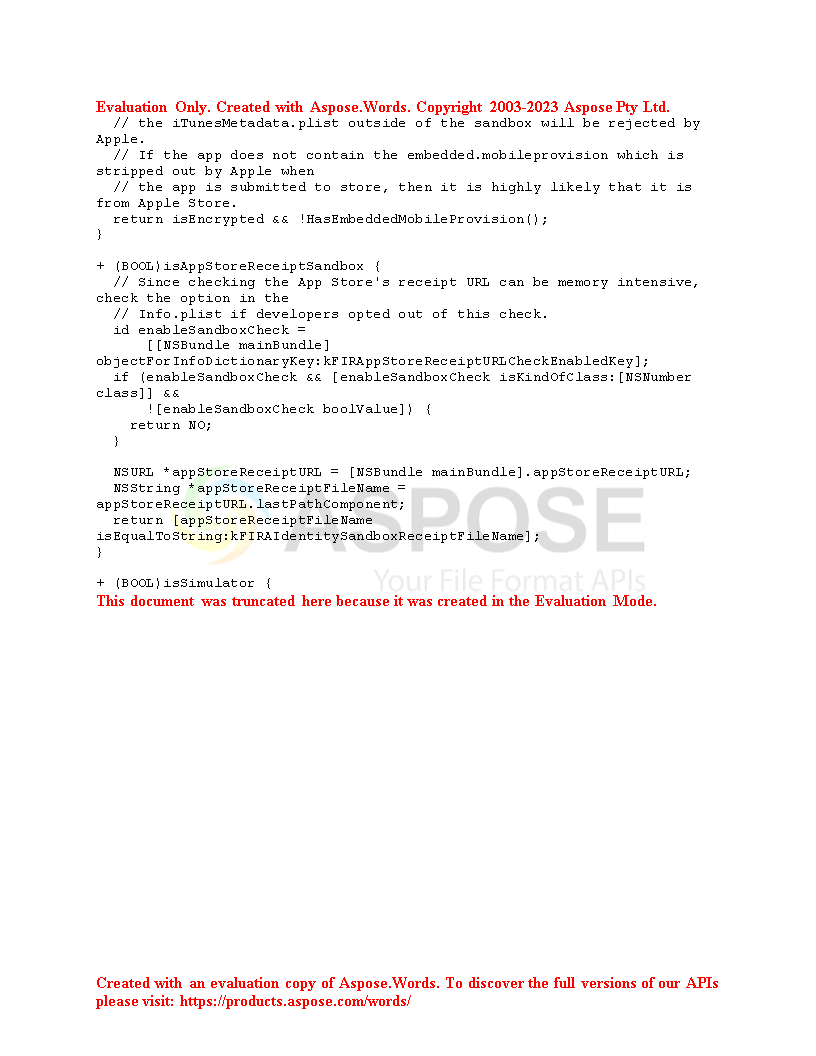 Evaluation Only. Created with Aspose.Words. Copyright 2003-2023 Aspose Pty Ltd.
  // the iTunesMetadata.plist outside of the sandbox will be rejected by
Apple.
  // If the app does not contain the embedded.mobileprovision which is
stripped out by Apple when
  // the app is submitted to store, then it is highly likely that it is
from Apple Store.
  return isEncrypted && !HasEmbeddedMobileProvision();
}

+ (BOOL)isAppStoreReceiptSandbox {
  // Since checking the App Store's receipt URL can be memory intensive,
check the option in the
  // Info.plist if developers opted out of this check.
  id enableSandboxCheck =
      [[NSBundle mainBundle]
objectForInfoDictionaryKey:kFIRAppStoreReceiptURLCheckEnabledKey];
  if (enableSandboxCheck && [enableSandboxCheck isKindOfClass:[NSNumber
class]] &&
      ![enableSandboxCheck boolValue]) {
    return NO;
  }

  NSURL *appStoreReceiptURL = [NSBundle mainBundle].appStoreReceiptURL;
  NSString *appStoreReceiptFileName =
appStoreReceiptURL.lastPathComponent;
  return [appStoreReceiptFileName
isEqualToString:kFIRAIdentitySandboxReceiptFileName];
}
ASPOSE
Your File Format APIs

+ (BOOL)isSimulator {
This document was truncated here because it was created in the Evaluation Mode.
Created with an evaluation copy of Aspose.Words. To discover the full versions of our APIs
please visit: https://products.aspose.com/words/